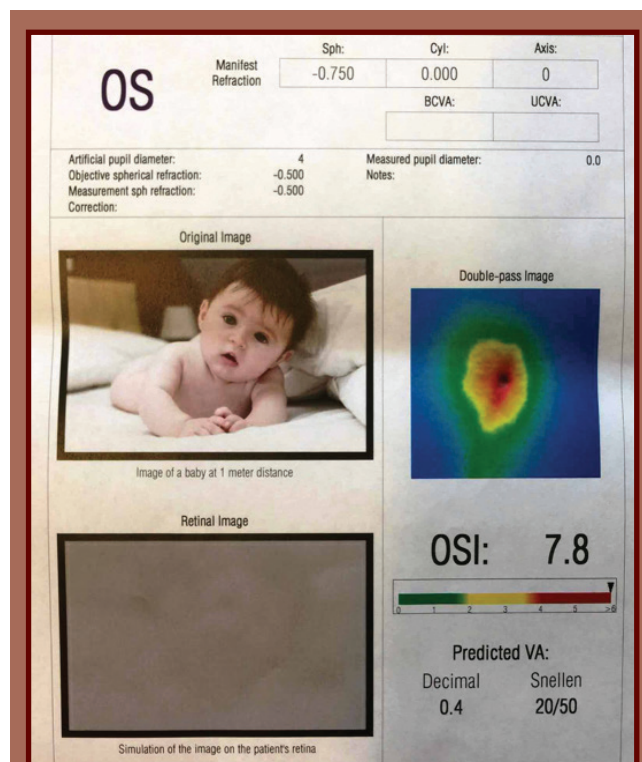 OS
Manifest Refraction
Sph: Cyl: Axis:
-0.750 0.000 0
BCVA: UCVA:
Artificial pupil diameter: 4
Objective spherical refraction: -0.500
Measurement sph refraction: -0.500
Correction:
Measured pupil diameter: 0.0
Notes:
Original Image
Image of a baby at 1 meter distance
Double-pass Image
Retinal Image
Simulation of the image on the patient's retina
OSI: 7.8
0 1 2 3 4 5 >6
Predicted VA:
Decimal Snellen
0.4 20/50